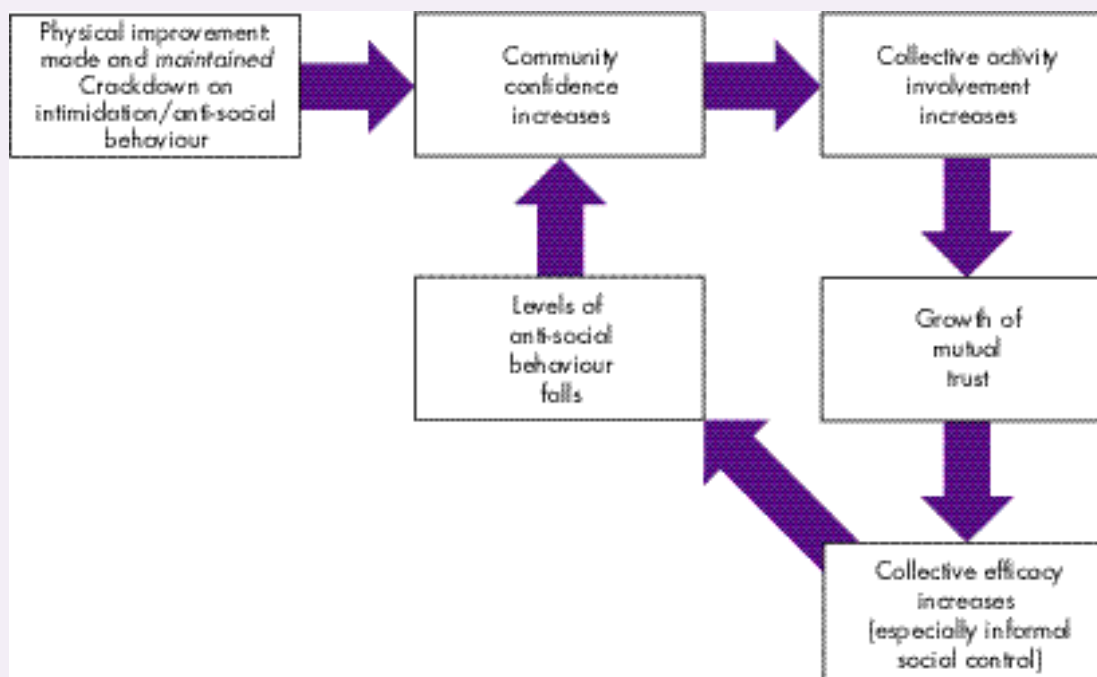 Physical improvement
made and maintained
Crackdown on
intimidation/anti-social
behaviour
Community
confidence
increases
Collective activity
involvement
increases
Levels of
anti-social
behaviour
falls
Growth of
mutual
trust
Collective efficacy
increases
(especially informal
social control)